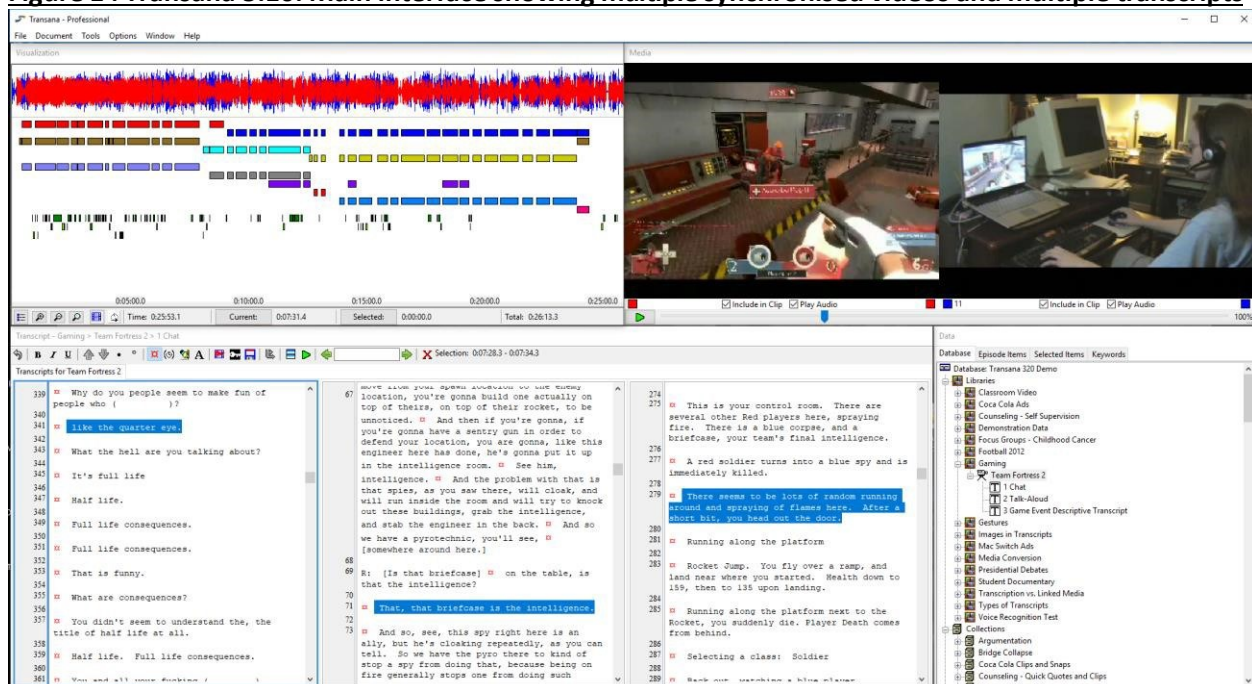 Figure 14 Transana 3.20: Main interface showing multiple synchronised videos and multiple transcripts
Transana - Professional
File Document Tools Options Window Help
Visualization
0:05:00.0 0:10:00.0 0:15:00.0 0:20:00.0 0:25:00.0
Time: 0:25:53.1 Current: 0:07:31.4 Selected: 0:00:00.0 Total: 0:26:13.3
Media
Include in Clip Play Audio
11 Include in Clip Play Audio
100%
Transcript - Gaming > Team Fortress 2 > 1 Chat
B I U A Selection: 0:07:28.3 - 0:07:34.3
Transcripts for Team Fortress 2
339 Why do you people seem to make fun of
people who ( )?
340
341 like the quarter eye.
342
343 What the hell are you talking about?
344
345 It's full life
346
347 Half life.
348
349 Full life consequences.
350
351 Full life consequences.
352
353 That is funny.
354
355 What are consequences?
356
357 You didn't seem to understand the, the
title of half life at all.
358
359 Half life. Full life consequences.
360
361 You and all your fucking ( )
move from your spawn location to the enemy
67 location, you're gonna build one actually on
top of theirs, on top of their rocket, to be
unnoticed. And then if you're gonna, if
you're gonna have a sentry gun in order to
defend your location, you are gonna, like this
engineer here has done, he's gonna put it up
in the intelligence room. See him,
intelligence. And the problem with that is
that spies, as you saw there, will cloak, and
will run inside the room and will try to knock
out these buildings, grab the intelligence,
and stab the engineer in the back. And so
we have a pyrotechnic, you'll see,
[somewhere around here.]
68
69 R: [Is that briefcase] on the table, is
that the intelligence?
70
71 That, that briefcase is the intelligence.
72
73 And so, see, this spy right here is an
ally, but he's cloaking repeatedly, as you can
tell. So we have the pyro there to kind of
stop a spy from doing that, because being on
fire generally stops one from doing such
274
275 This is your control room. There are
several other Red players here, spraying
fire. There is a blue corpse, and a
briefcase, your team's final intelligence.
276
277 A red soldier turns into a blue spy and is
immediately killed.
278
279 There seems to be lots of random running
around and spraying of flames here. After a
short bit, you head out the door.
280
281 Running along the platform
282
283 Rocket Jump. You fly over a ramp, and
land near where you started. Health down to
159, then to 135 upon landing.
284
285 Running along the platform next to the
Rocket, you suddenly die. Player Death comes
from behind.
286
287 Selecting a class: Soldier
288
289 Back out, watching a blue player
Data
Database Episode Items Selected Items Keywords
Database: Transana 320 Demo
Libraries
Classroom Video
Coca Cola Ads
Counseling - Self Supervision
Demonstration Data
Focus Groups - Childhood Cancer
Football 2012
Gaming
Team Fortress 2
1 Chat
2 Talk-Aloud
3 Game Event Descriptive Transcript
Gestures
Images in Transcripts
Mac Switch Ads
Media Conversion
Presidential Debates
Student Documentary
Transcription vs. Linked Media
Types of Transcripts
Voice Recognition Test
Collections
Argumentation
Bridge Collapse
Coca Cola Clips and Snaps
Counseling - Quick Quotes and Clips